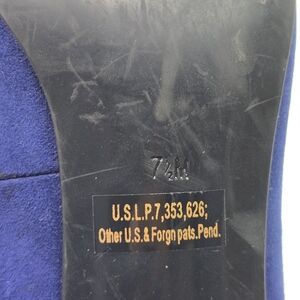 7½M
U.S.L.P.7,353,626;
Other U.S.& Forgn pats.Pend.